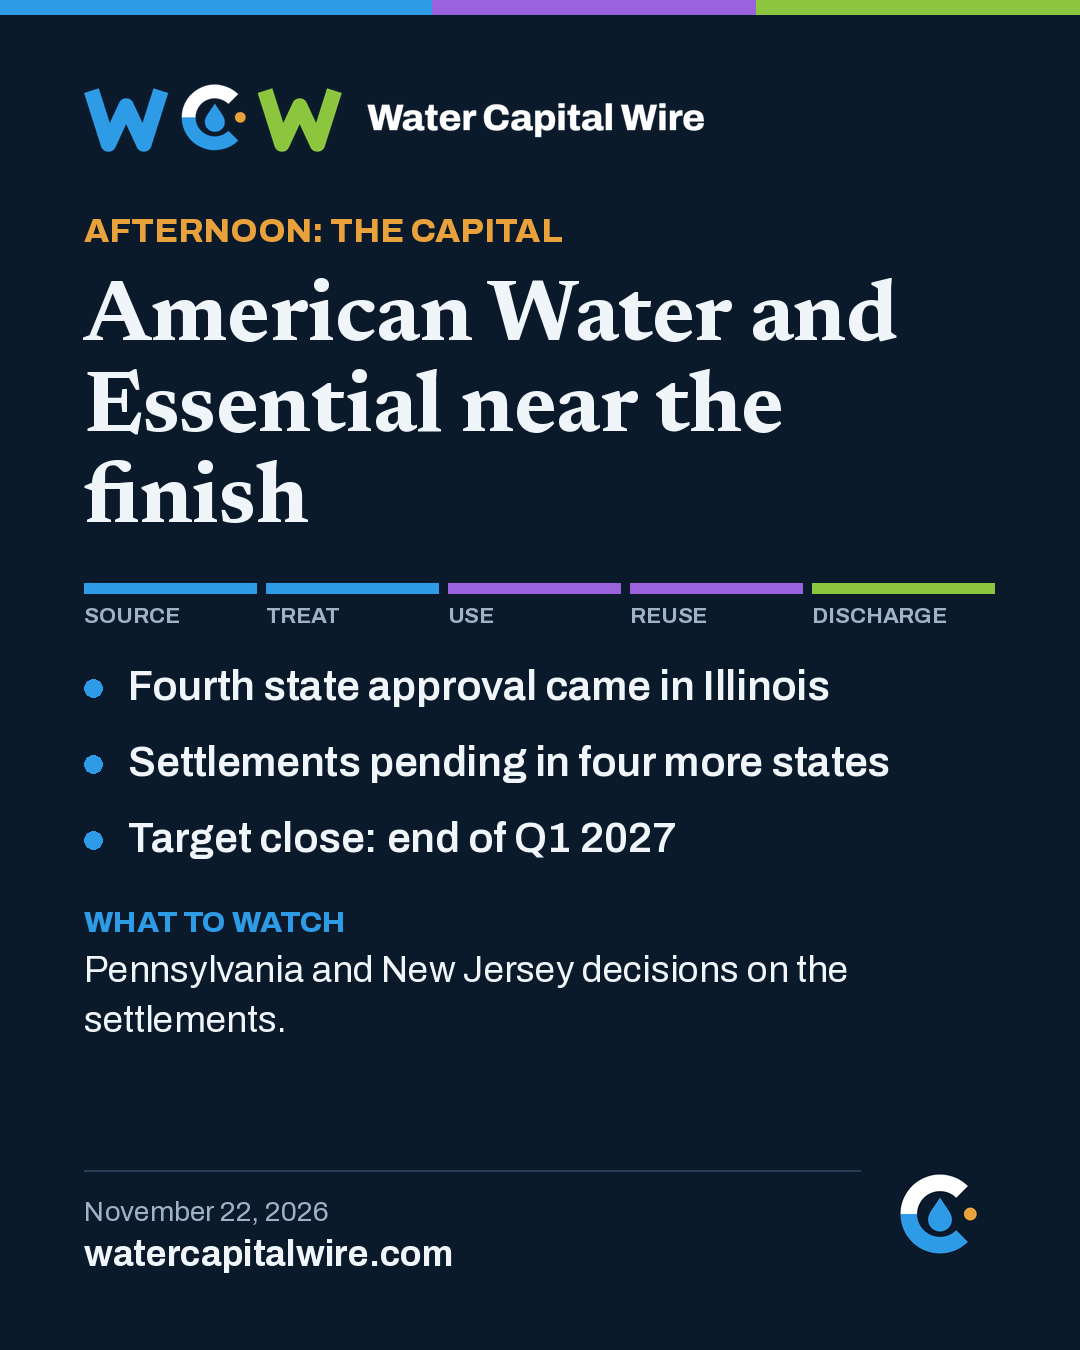 WCW Water Capital Wire
AFTERNOON: THE CAPITAL
American Water and
Essential near the
finish
SOURCE TREAT USE REUSE DISCHARGE
Fourth state approval came in Illinois
Settlements pending in four more states
Target close: end of Q1 2027
WHAT TO WATCH
Pennsylvania and New Jersey decisions on the
settlements.
November 22, 2026
watercapitalwire.com